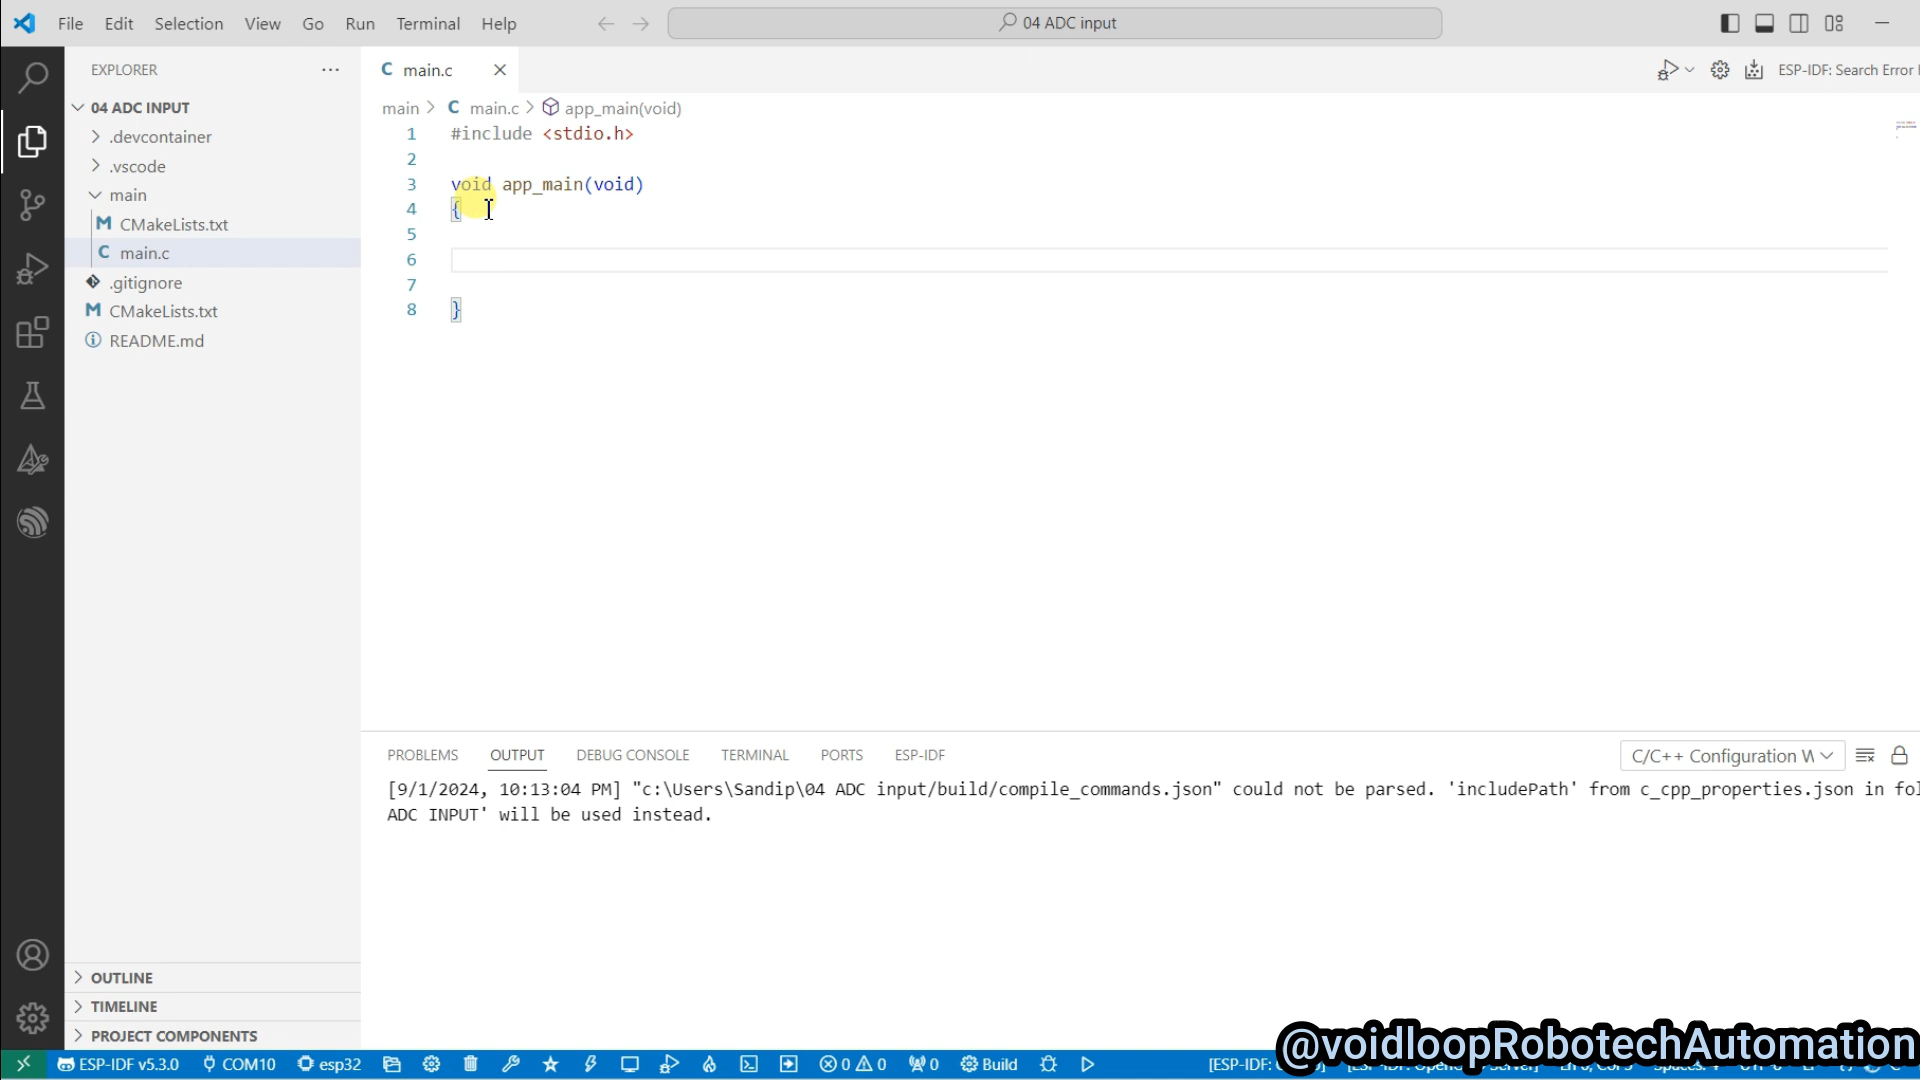 File Edit Selection View Go Run Terminal Help
04 ADC input
EXPLORER
04 ADC INPUT
.devcontainer
.vscode
main
CMakeLists.txt
main.c
.gitignore
CMakeLists.txt
README.md
OUTLINE
TIMELINE
PROJECT COMPONENTS
main.c
ESP-IDF: Search Error
main > main.c > app_main(void)
1 #include <stdio.h>
2
3 void app_main(void)
4 {
5
6
7
8 }
PROBLEMS OUTPUT DEBUG CONSOLE TERMINAL PORTS ESP-IDF
C/C++ Configuration W
[9/1/2024, 10:13:04 PM] "c:\Users\Sandip\04 ADC input/build/compile_commands.json" could not be parsed. 'includePath' from c_cpp_properties.json in fol
ADC INPUT' will be used instead.
@voidloopRobotechAutomation
ESP-IDF v5.3.0 COM10 esp32 0 0 0 Build [ESP-IDF: